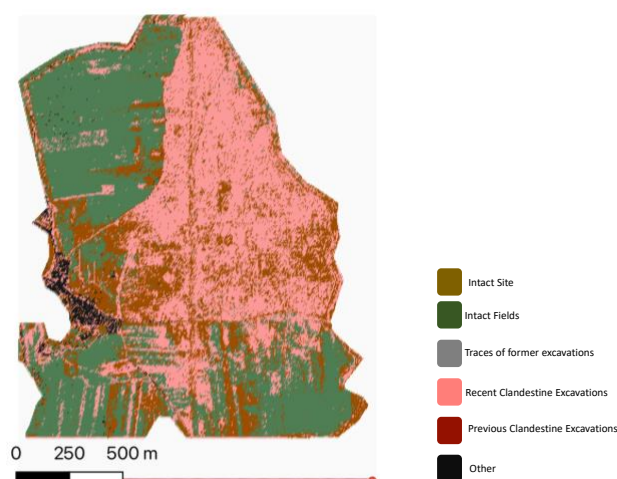 Intact Site
Intact Fields
Traces of former excavations
Recent Clandestine Excavations
Previous Clandestine Excavations
Other
0 250 500 m